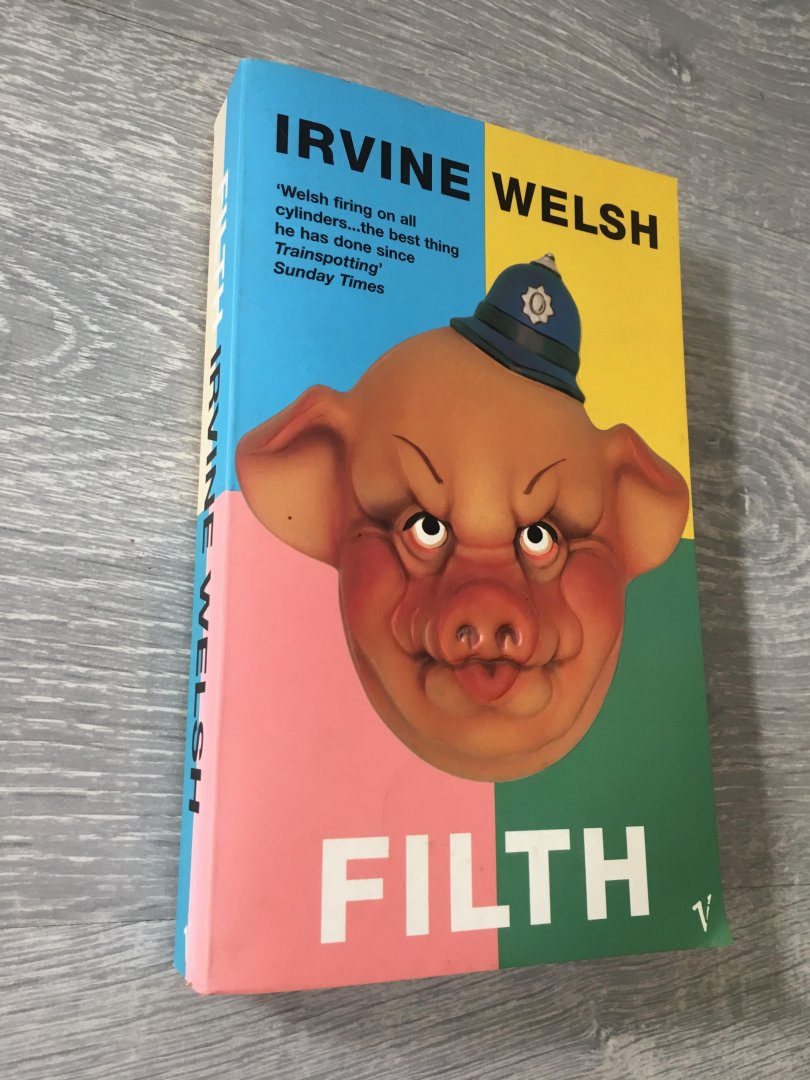 IRVINE WELSH
'Welsh firing on all
cylinders...the best thing
he has done since
Trainspotting'
Sunday Times
FILTH
V
FILTH IRVINE WELSH